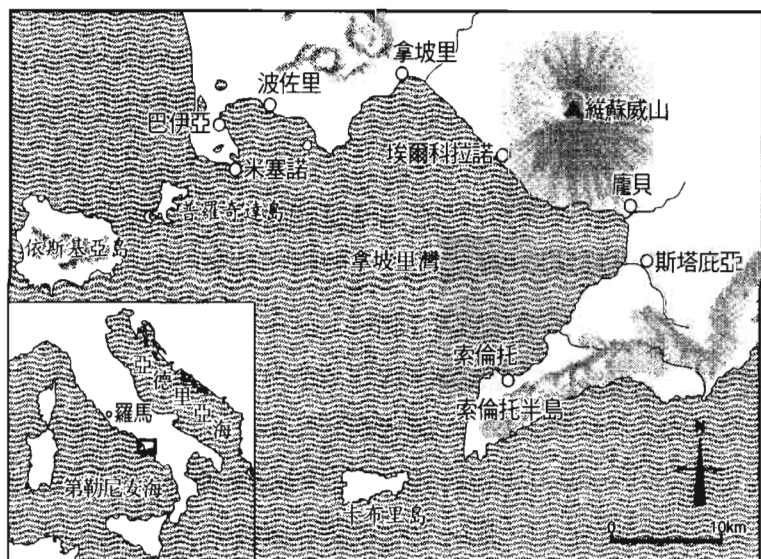 拿坡里
波佐里
維蘇威山
巴伊亞
埃爾科拉諾
米塞諾
龐貝
普羅奇達島
依斯基亞島
拿坡里灣
斯塔庇亞
索倫托
索倫托半島
亞德里亞海
羅馬
第勒尼安海
卡布里島
N
0 10km